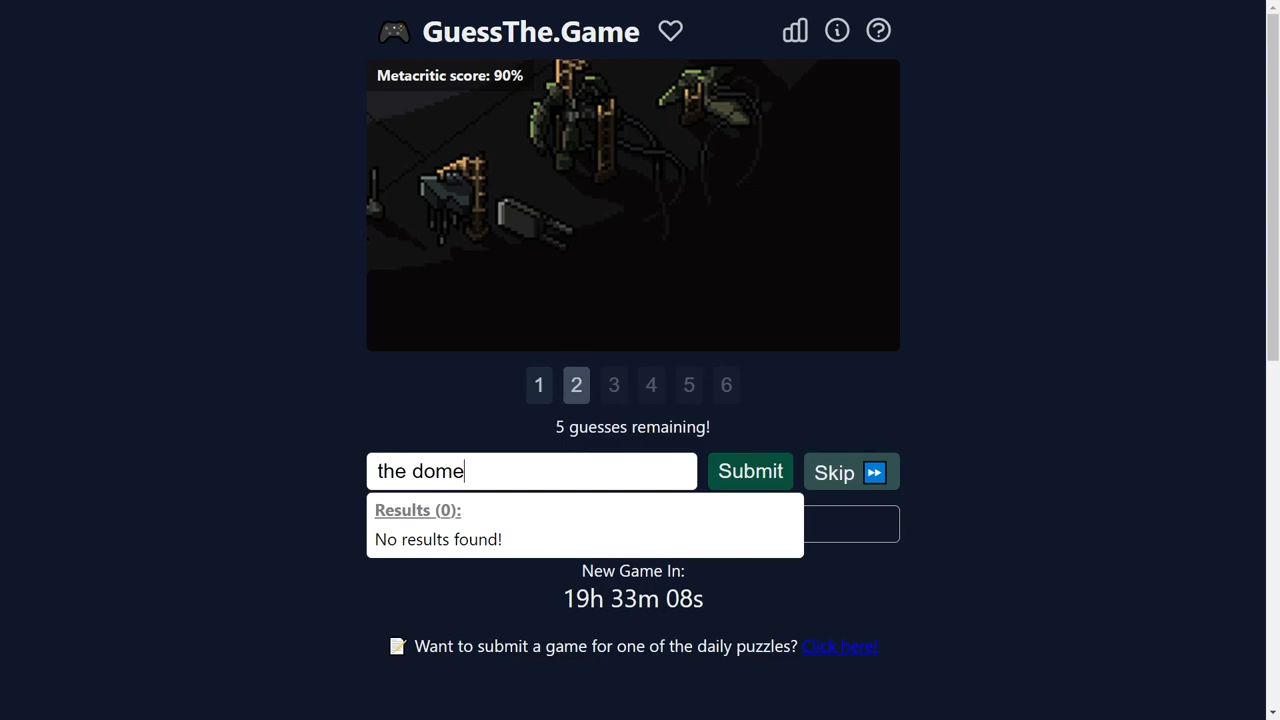 GuessThe.Game
Metacritic score: 90%
1 2 3 4 5 6
5 guesses remaining!
the dome
Submit
Skip
Results (0):
No results found!
New Game In:
19h 33m 08s
Want to submit a game for one of the daily puzzles? Click here!